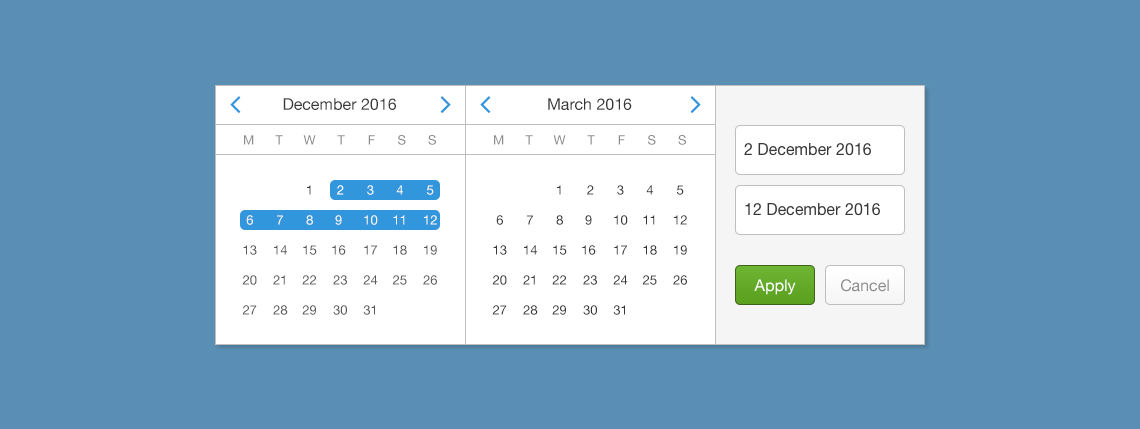 December 2016
M T W T F S S
1 2 3 4 5
6 7 8 9 10 11 12
13 14 15 16 17 18 19
20 21 22 23 24 25 26
27 28 29 30 31
March 2016
M T W T F S S
1 2 3 4 5
6 7 8 9 10 11 12
13 14 15 16 17 18 19
20 21 22 23 24 25 26
27 28 29 30 31
2 December 2016
12 December 2016
Apply
Cancel